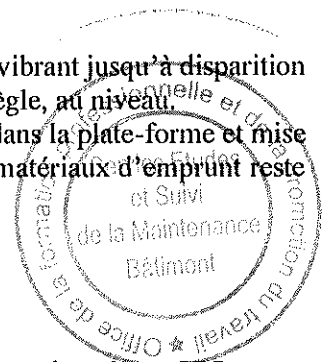 vibrant jusqu'à disparition
ègle, au niveau.
dans la plate-forme et mise
matériaux d'emprunt reste
Office de la formation professionnelle et de la Promotion du travail ★
Service Etudes
et Suivi
de la Maintenance
Bâtiment